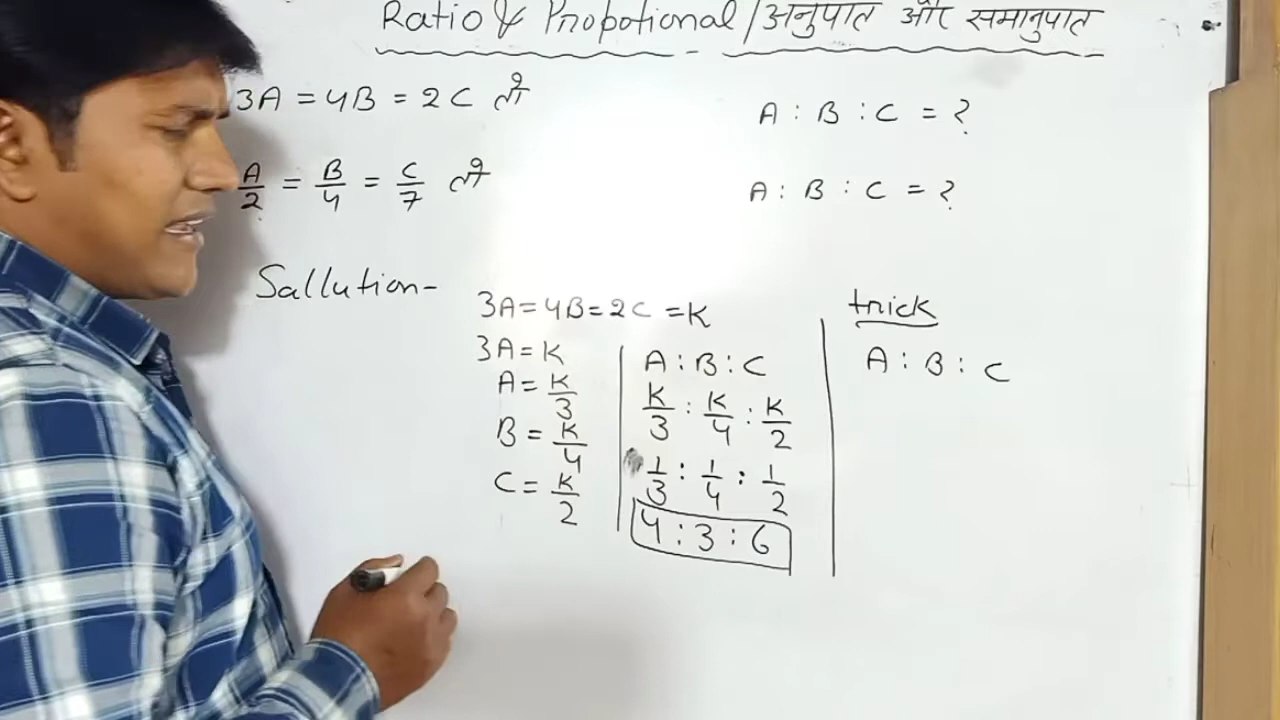 Ratio & Propotional/अनुपात और समानुपात
3A = 4B = 2C तो A : B : C = ?
A/2 = B/4 = C/7 तो A : B : C = ?
Sallution-
3A=4B=2C =K
3A=K
A=K/3
B=K/4
C=K/2
A:B:C
K/3 : K/4 : K/2
1/3 : 1/4 : 1/2
4:3:6
trick
A : B : C